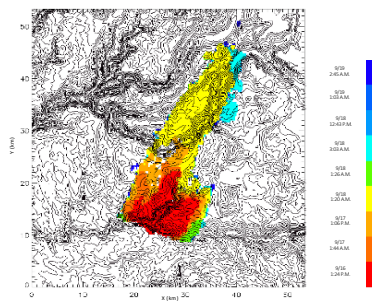 50
40
30
20
10
0
Y (km)
0
10
20
30
40
50
X (km)
9/19
2:45 A.M.
9/19
1:03 A.M.
9/18
12:43 P.M.
9/18
3:03 A.M.
9/18
1:26 A.M.
9/18
1:20 A.M.
9/17
1:06 P.M.
9/17
1:44 A.M.
9/16
1:24 P.M.